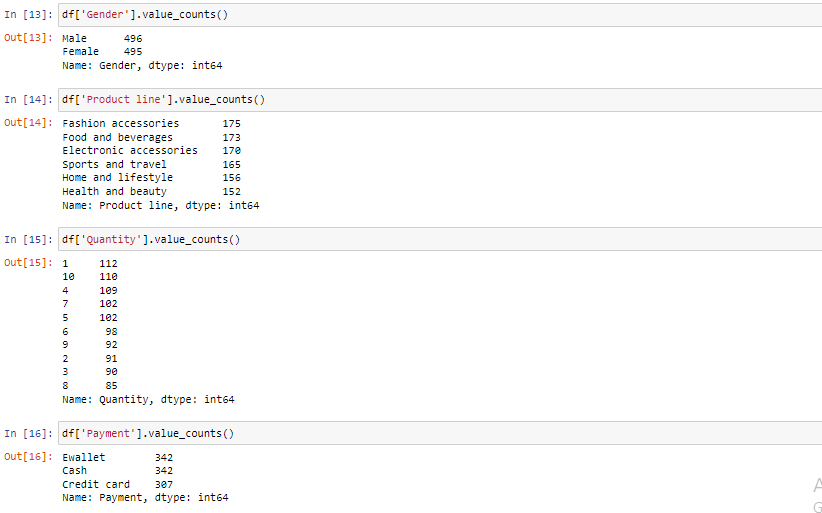 In [13]: df['Gender'].value_counts()
Out[13]: Male 496
Female 495
Name: Gender, dtype: int64
In [14]: df['Product line'].value_counts()
Out[14]: Fashion accessories 175
Food and beverages 173
Electronic accessories 170
Sports and travel 165
Home and lifestyle 156
Health and beauty 152
Name: Product line, dtype: int64
In [15]: df['Quantity'].value_counts()
Out[15]: 1 112
10 110
4 109
7 102
5 102
6 98
9 92
2 91
3 90
8 85
Name: Quantity, dtype: int64
In [16]: df['Payment'].value_counts()
Out[16]: Ewallet 342
Cash 342
Credit card 307
Name: Payment, dtype: int64